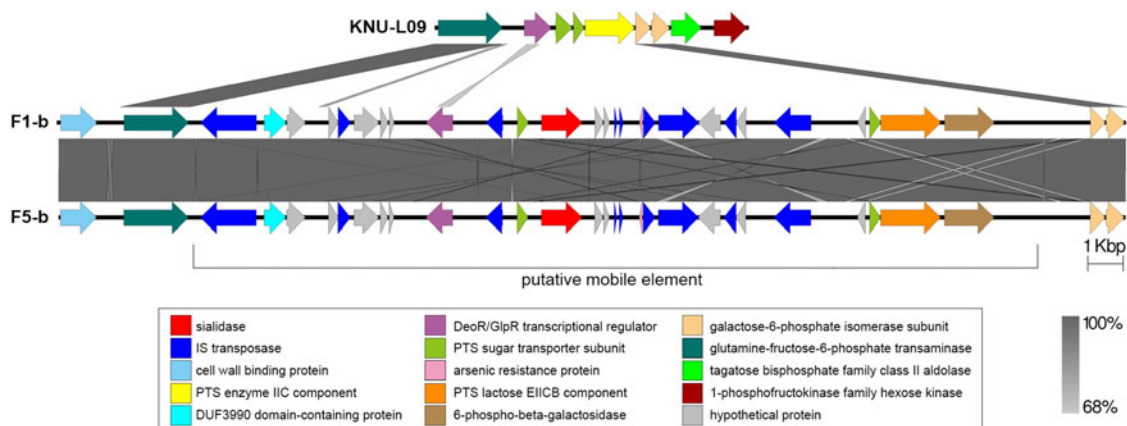 KNU-L09
F1-b
F5-b
1 Kbp
putative mobile element
sialidase
IS transposase
cell wall binding protein
PTS enzyme IIC component
DUF3990 domain-containing protein
DeoR/GlpR transcriptional regulator
PTS sugar transporter subunit
arsenic resistance protein
PTS lactose EIICB component
6-phospho-beta-galactosidase
galactose-6-phosphate isomerase subunit
glutamine-fructose-6-phosphate transaminase
tagatose bisphosphate family class II aldolase
1-phosphofructokinase family hexose kinase
hypothetical protein
100%
68%